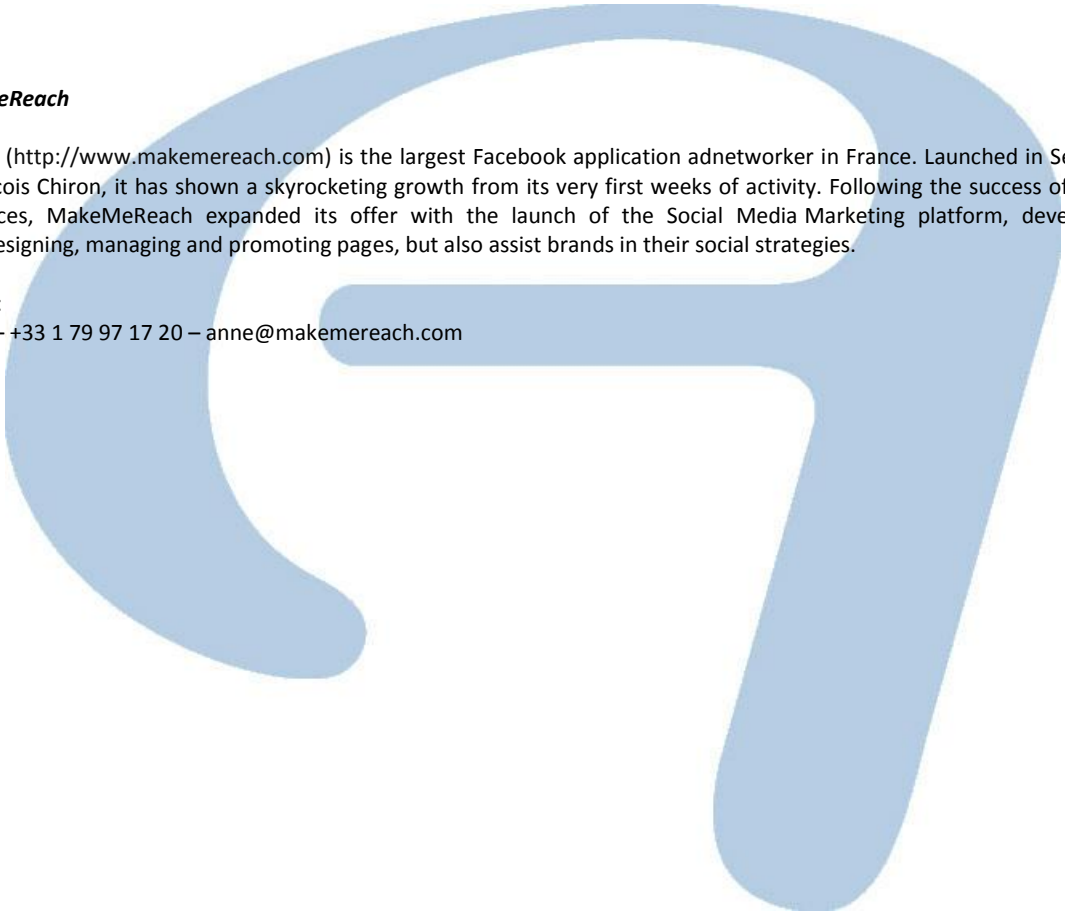 eReach
(http://www.makemereach.com) is the largest Facebook application adnetworker in France. Launched in Se
cois Chiron, it has shown a skyrocketing growth from its very first weeks of activity. Following the success of
ces, MakeMeReach expanded its offer with the launch of the Social Media Marketing platform, deve
esigning, managing and promoting pages, but also assist brands in their social strategies.
:
- +33 1 79 97 17 20 – anne@makemereach.com